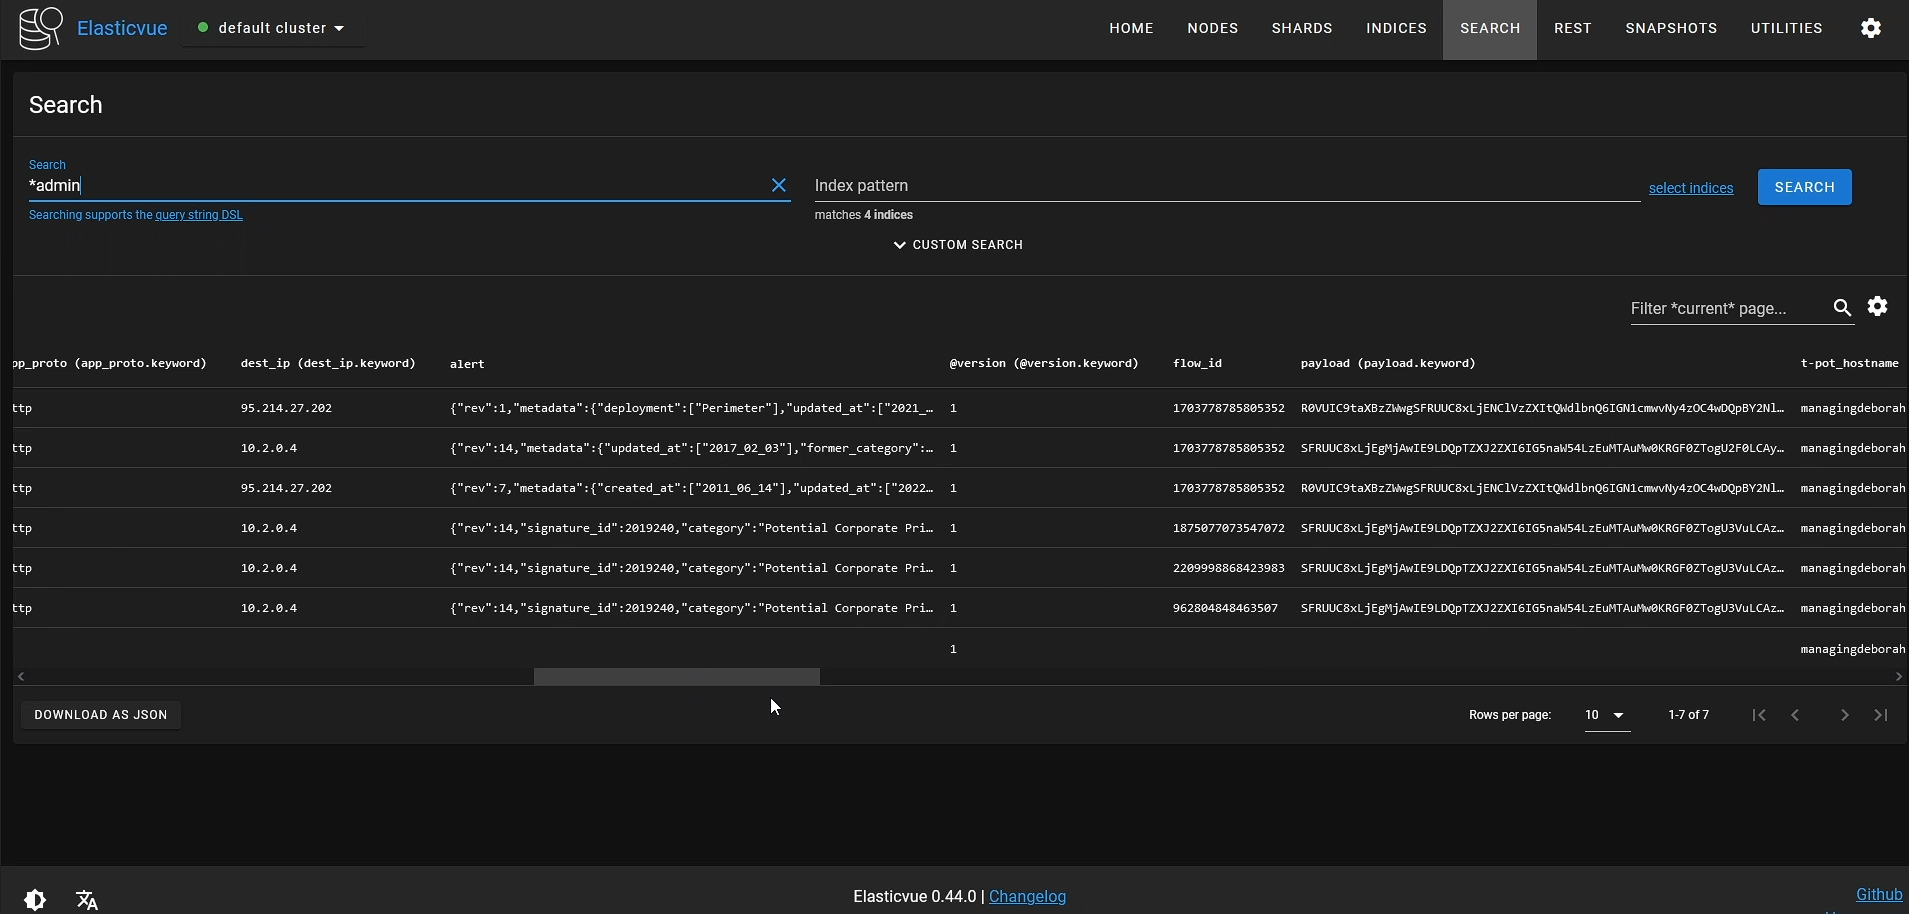 Elasticvue
default cluster
HOME NODES SHARDS INDICES SEARCH REST SNAPSHOTS UTILITIES
Search
Search
*admin
Index pattern
select indices
SEARCH
Searching supports the query string DSL
matches 4 indices
CUSTOM SEARCH
Filter *current* page...
pp_proto (app_proto.keyword) dest_ip (dest_ip.keyword) alert @version (@version.keyword) flow_id payload (payload.keyword) t-pot_hostname
ttp 95.214.27.202 {"rev":1,"metadata":{"deployment":["Perimeter"],"updated_at":["2021_… 1 1703778785805352 R0VUIC9taXBzZWwgSFRUUC8xLjENClVzZXItQWdlbnQ6IGN1cmwvNy4zOC4wDQpBY2Nl… managingdeborah
ttp 10.2.0.4 {"rev":14,"metadata":{"updated_at":["2017_02_03"],"former_category":… 1 1703778785805352 SFRUUC8xLjEgMjAwIE9LDQpTZXJ2ZXI6IG5naW54LzEuMTAuMw0KRGF0ZTogU2F0LCAy… managingdeborah
ttp 95.214.27.202 {"rev":7,"metadata":{"created_at":["2011_06_14"],"updated_at":["2022… 1 1703778785805352 R0VUIC9taXBzZWwgSFRUUC8xLjENClVzZXItQWdlbnQ6IGN1cmwvNy4zOC4wDQpBY2Nl… managingdeborah
ttp 10.2.0.4 {"rev":14,"signature_id":2019240,"category":"Potential Corporate Pri… 1 1875077073547072 SFRUUC8xLjEgMjAwIE9LDQpTZXJ2ZXI6IG5naW54LzEuMTAuMw0KRGF0ZTogU3VuLCAz… managingdeborah
ttp 10.2.0.4 {"rev":14,"signature_id":2019240,"category":"Potential Corporate Pri… 1 2209998868423983 SFRUUC8xLjEgMjAwIE9LDQpTZXJ2ZXI6IG5naW54LzEuMTAuMw0KRGF0ZTogU3VuLCAz… managingdeborah
ttp 10.2.0.4 {"rev":14,"signature_id":2019240,"category":"Potential Corporate Pri… 1 962804848463507 SFRUUC8xLjEgMjAwIE9LDQpTZXJ2ZXI6IG5naW54LzEuMTAuMw0KRGF0ZTogU3VuLCAz… managingdeborah
1 managingdeborah
DOWNLOAD AS JSON
Rows per page: 10 1-7 of 7
Elasticvue 0.44.0 | Changelog
Github